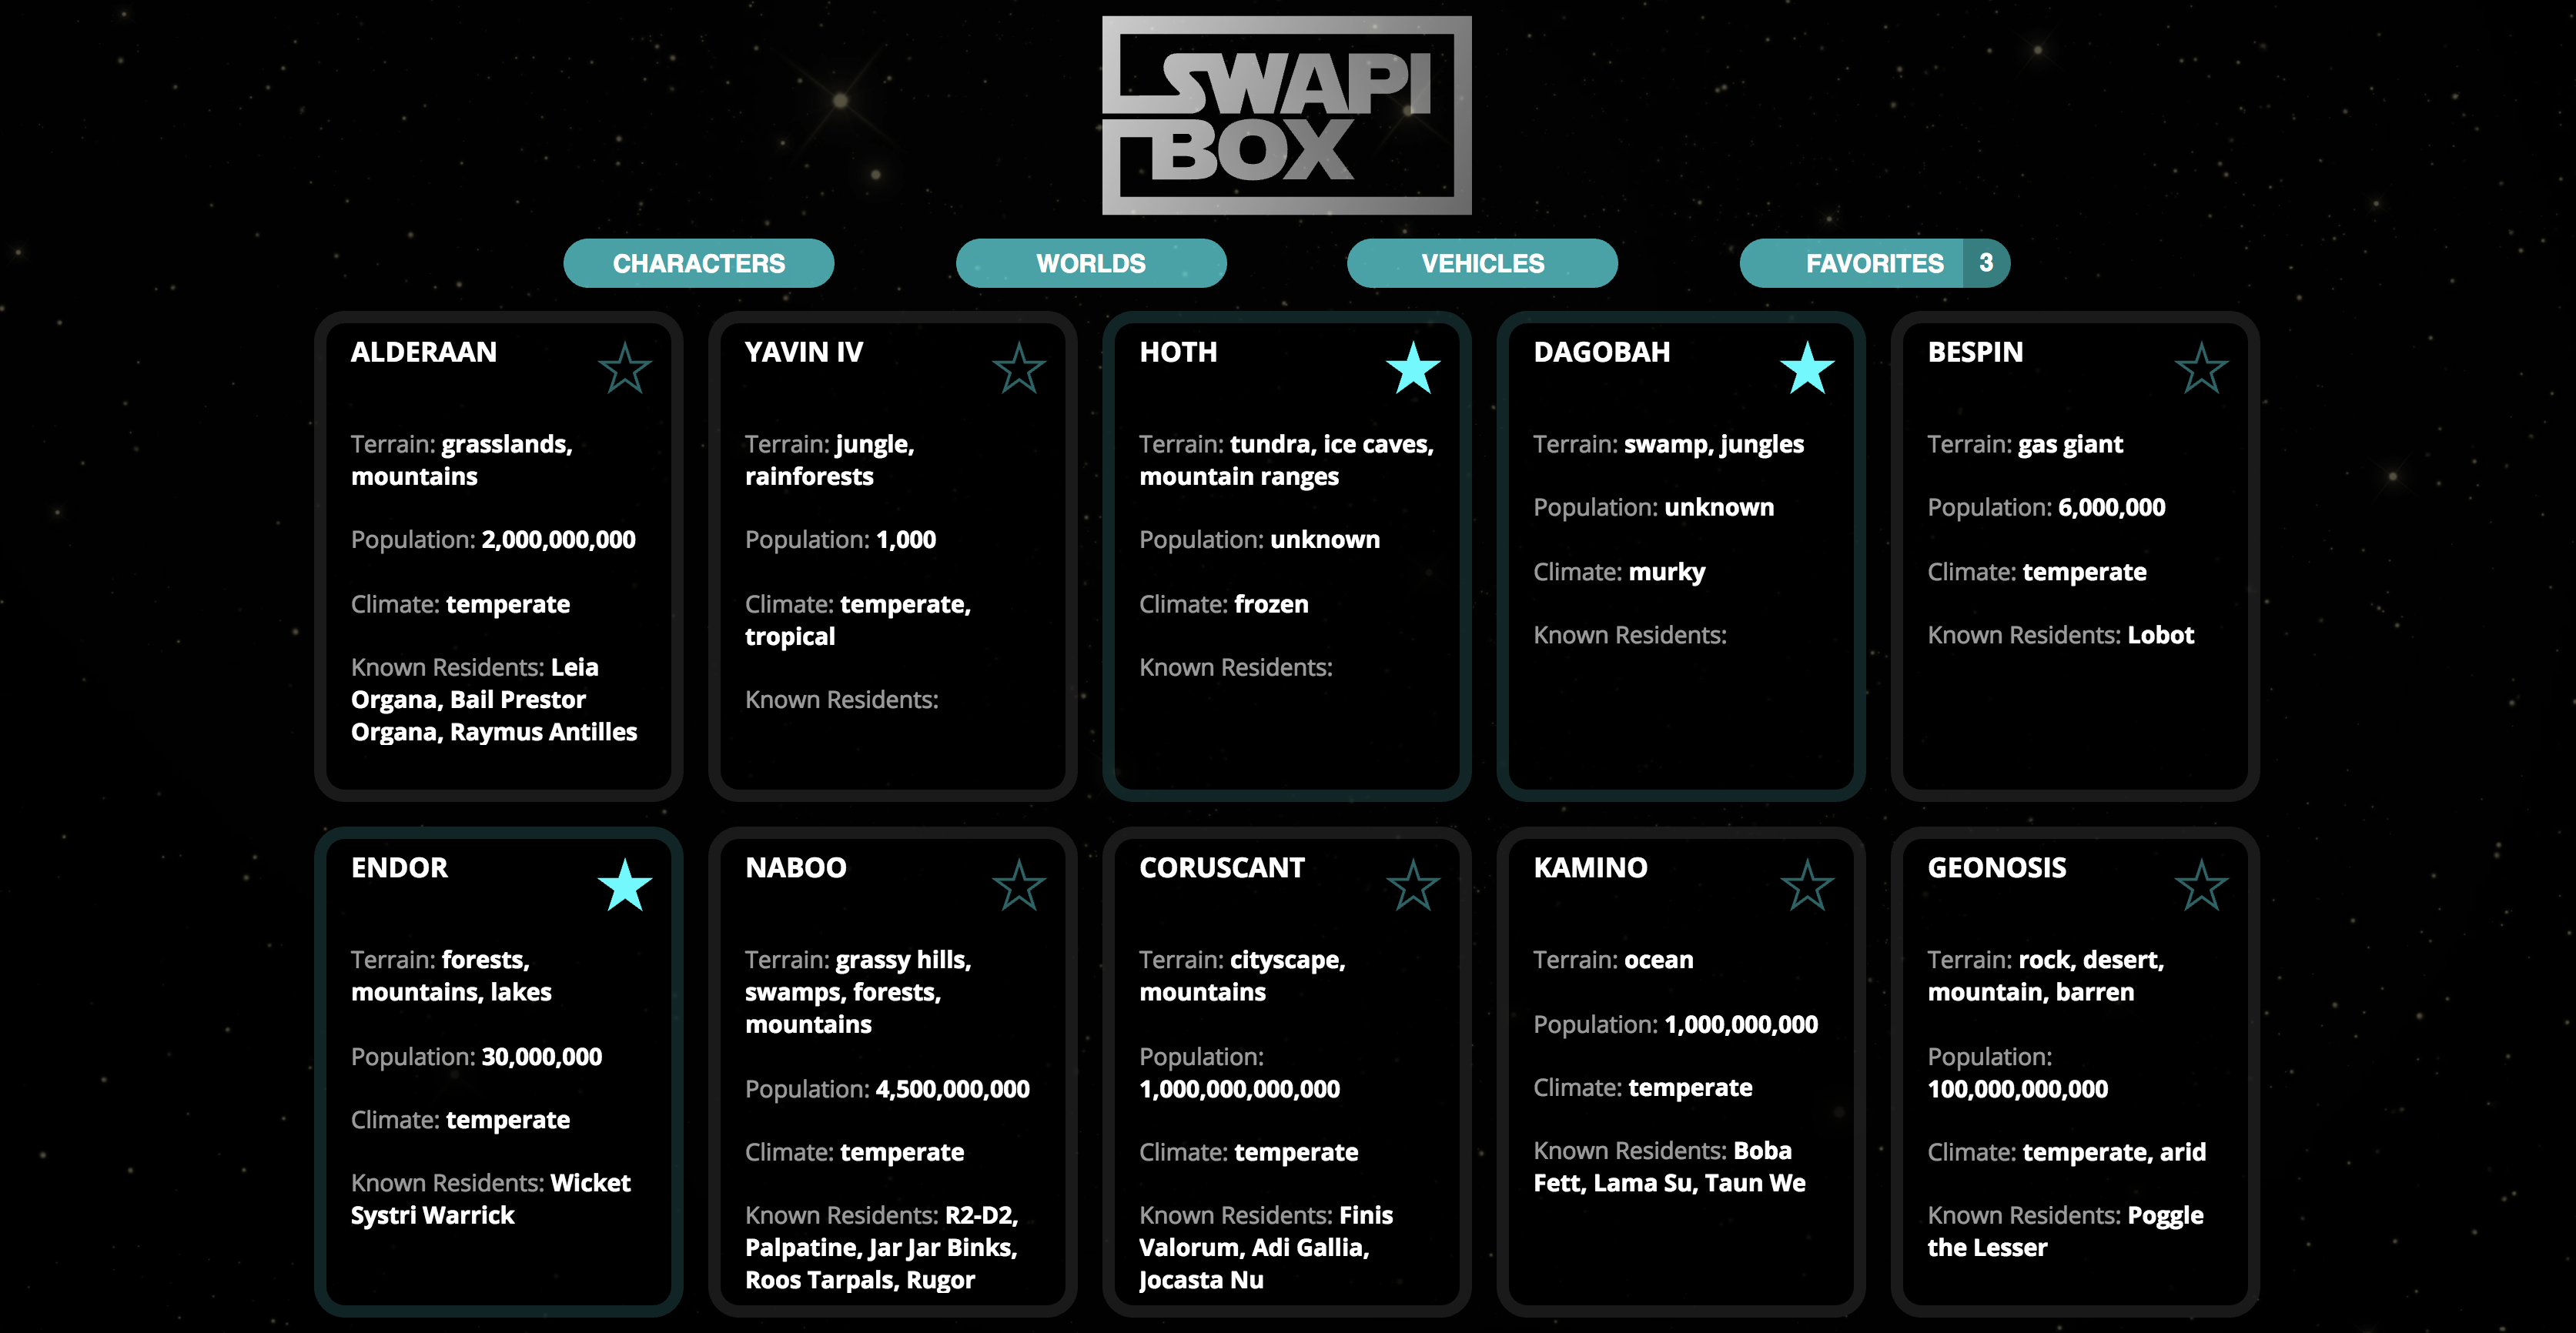 SWAPI
BOX
CHARACTERS
WORLDS
VEHICLES
FAVORITES 3
ALDERAAN
Terrain: grasslands,
mountains
Population: 2,000,000,000
Climate: temperate
Known Residents: Leia
Organa, Bail Prestor
Organa, Raymus Antilles
YAVIN IV
Terrain: jungle,
rainforests
Population: 1,000
Climate: temperate,
tropical
Known Residents:
HOTH
Terrain: tundra, ice caves,
mountain ranges
Population: unknown
Climate: frozen
Known Residents:
DAGOBAH
Terrain: swamp, jungles
Population: unknown
Climate: murky
Known Residents:
BESPIN
Terrain: gas giant
Population: 6,000,000
Climate: temperate
Known Residents: Lobot
ENDOR
Terrain: forests,
mountains, lakes
Population: 30,000,000
Climate: temperate
Known Residents: Wicket
Systri Warrick
NABOO
Terrain: grassy hills,
swamps, forests,
mountains
Population: 4,500,000,000
Climate: temperate
Known Residents: R2-D2,
Palpatine, Jar Jar Binks,
Roos Tarpals, Rugor
CORUSCANT
Terrain: cityscape,
mountains
Population:
1,000,000,000,000
Climate: temperate
Known Residents: Finis
Valorum, Adi Gallia,
Jocasta Nu
KAMINO
Terrain: ocean
Population: 1,000,000,000
Climate: temperate
Known Residents: Boba
Fett, Lama Su, Taun We
GEONOSIS
Terrain: rock, desert,
mountain, barren
Population:
100,000,000,000
Climate: temperate, arid
Known Residents: Poggle
the Lesser